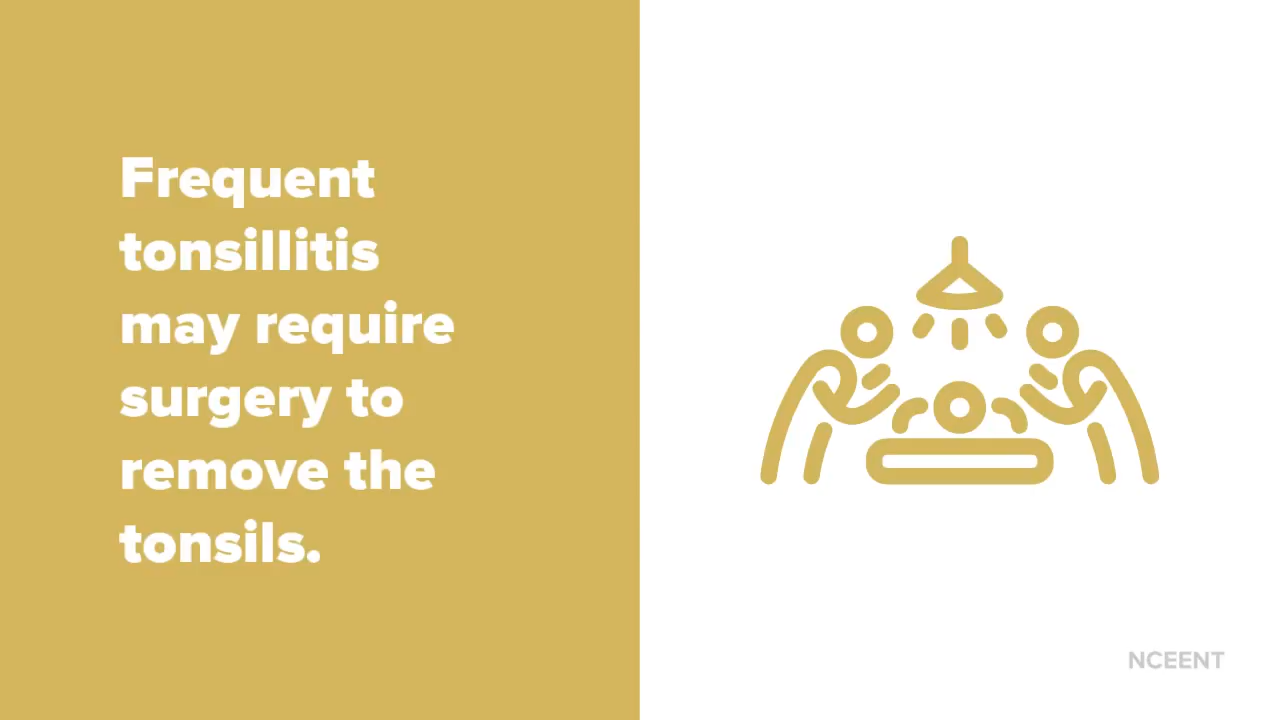 Frequent
tonsillitis
may require
surgery to
remove the
tonsils.
NCEENT